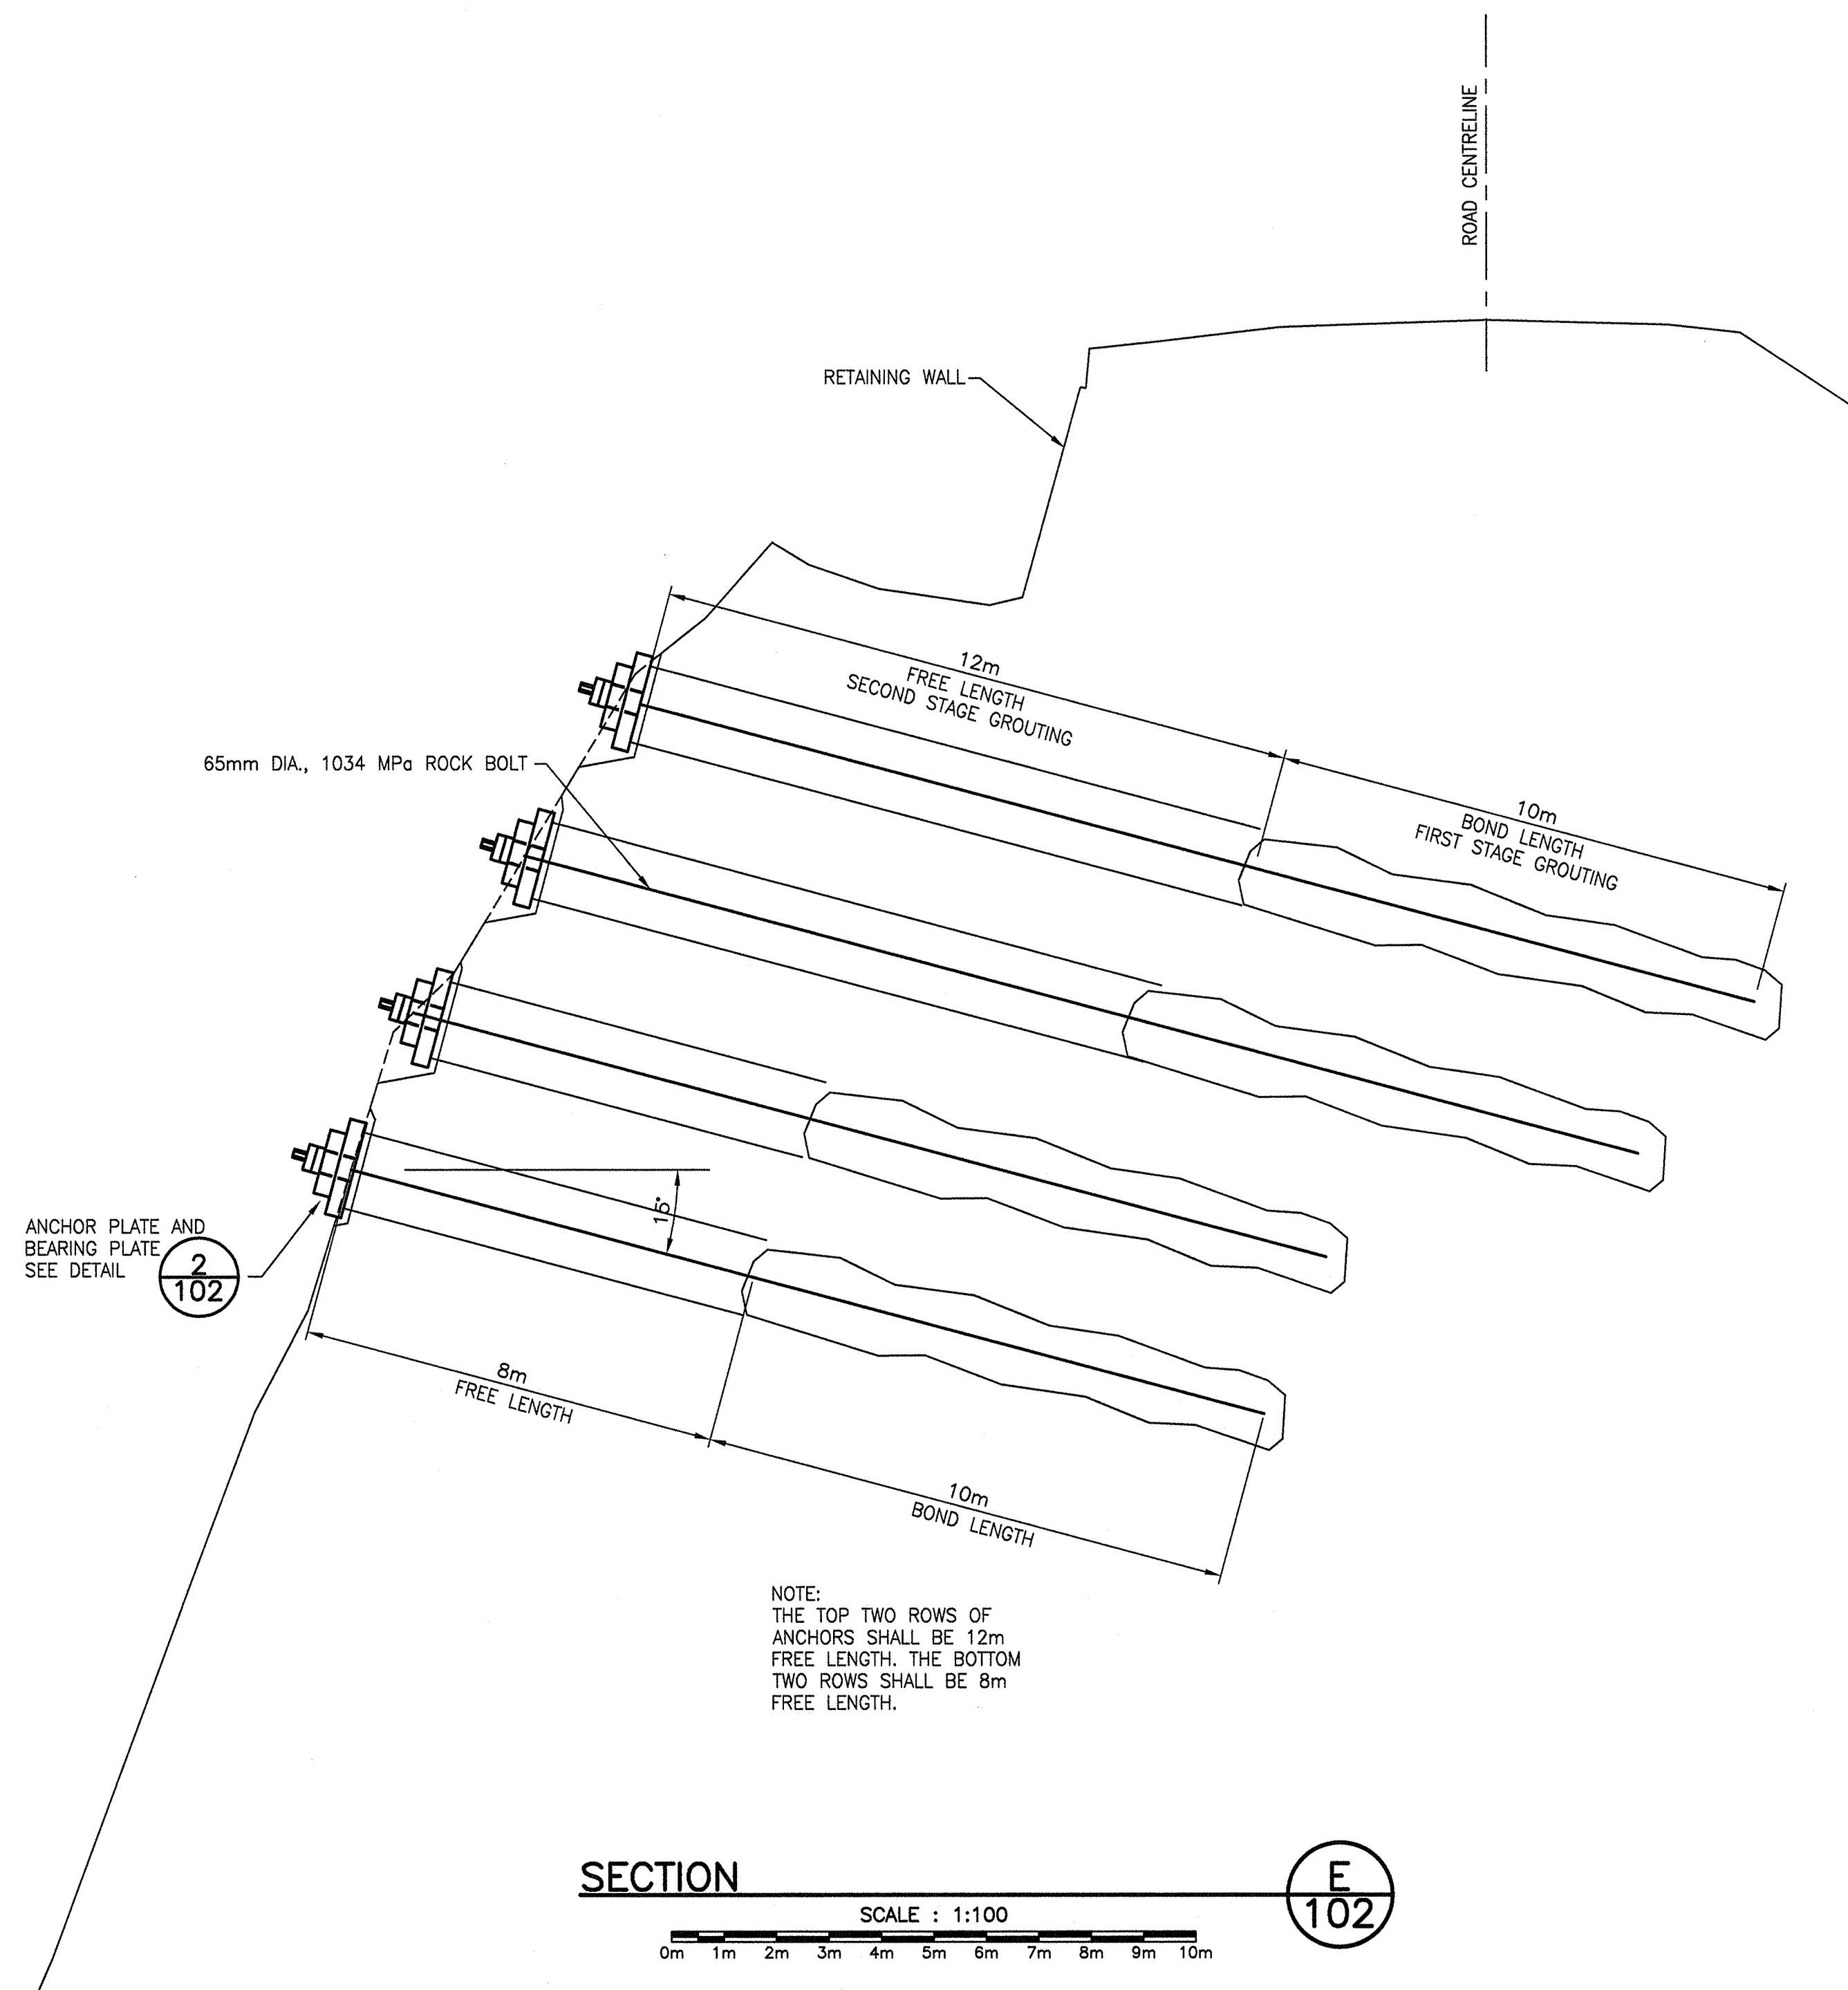 ROAD CENTRELINE
RETAINING WALL
12m
FREE LENGTH
SECOND STAGE GROUTING
65mm DIA., 1034 MPa ROCK BOLT
10m
BOND LENGTH
FIRST STAGE GROUTING
15°
ANCHOR PLATE AND
BEARING PLATE
SEE DETAIL
2
102
8m
FREE LENGTH
10m
BOND LENGTH
NOTE:
THE TOP TWO ROWS OF
ANCHORS SHALL BE 12m
FREE LENGTH. THE BOTTOM
TWO ROWS SHALL BE 8m
FREE LENGTH.
SECTION
E
102
SCALE : 1:100
0m 1m 2m 3m 4m 5m 6m 7m 8m 9m 10m